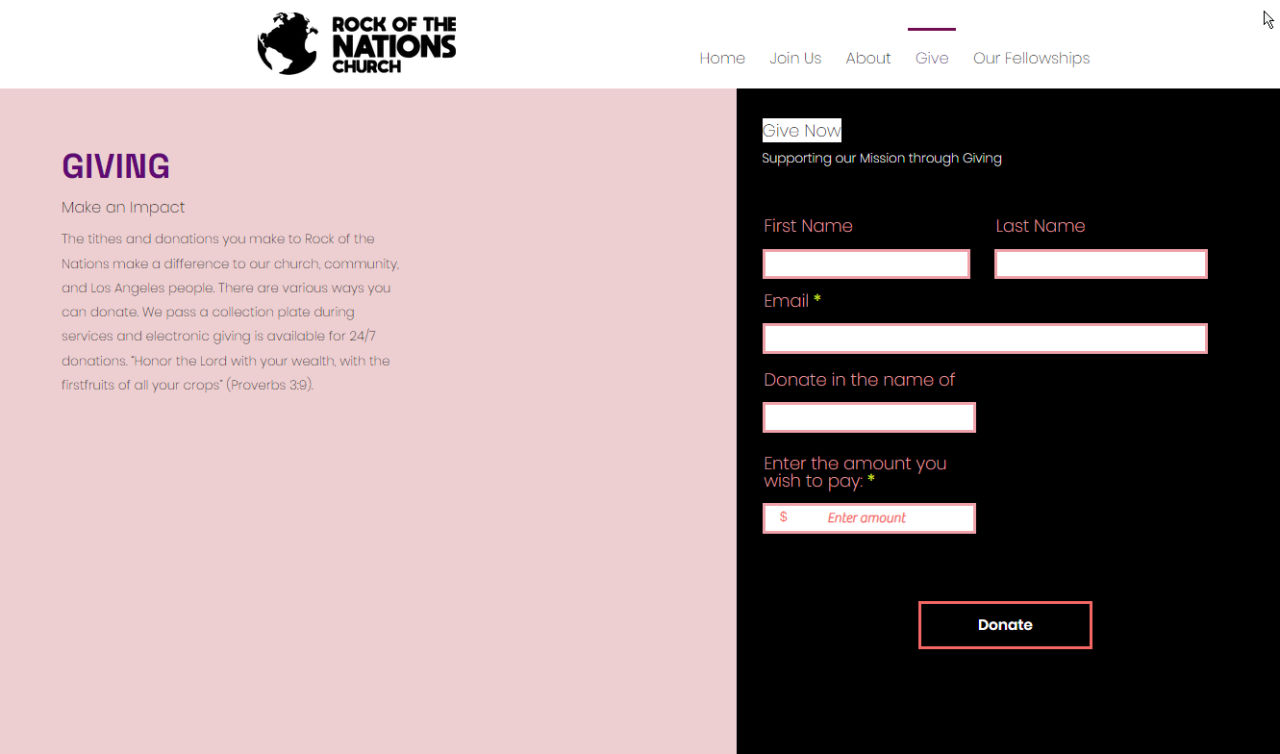 ROCK OF THE
NATIONS
CHURCH
Home Join Us About Give Our Fellowships
GIVING
Make an Impact
The tithes and donations you make to Rock of the
Nations make a difference to our church, community,
and Los Angeles people. There are various ways you
can donate. We pass a collection plate during
services and electronic giving is available for 24/7
donations. "Honor the Lord with your wealth, with the
firstfruits of all your crops" (Proverbs 3:9).
Give Now
Supporting our Mission through Giving
First Name Last Name
Email *
Donate in the name of
Enter the amount you
wish to pay: *
$ Enter amount
Donate